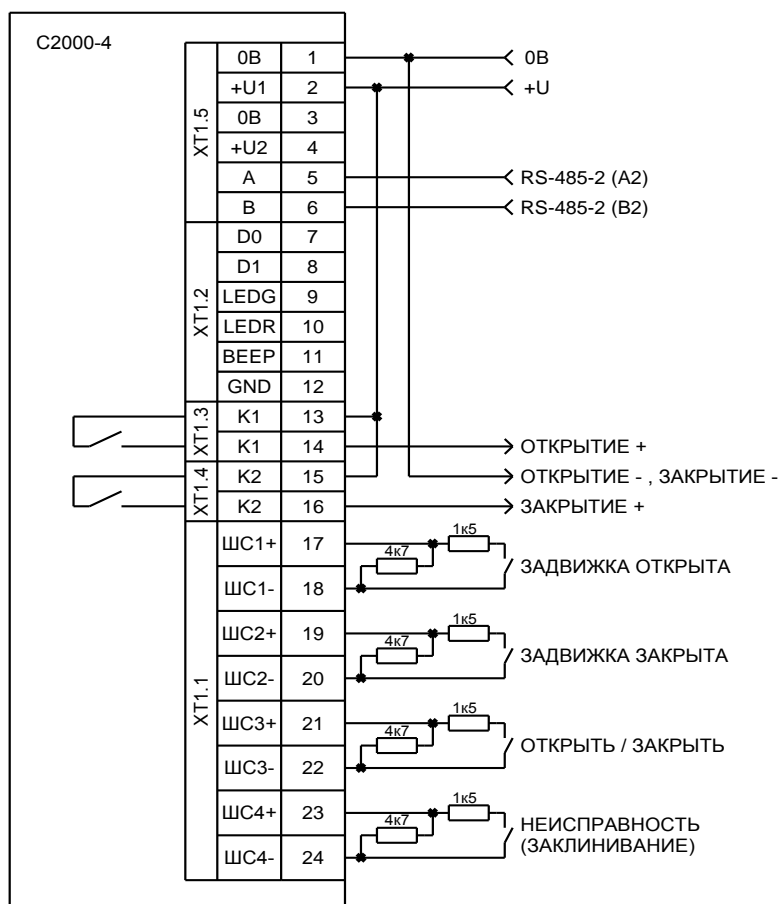 С2000-4
XT1.5
0В 1 0В
+U1 2 +U
0В 3
+U2 4
A 5 RS-485-2 (A2)
B 6 RS-485-2 (B2)
XT1.2
D0 7
D1 8
LEDG 9
LEDR 10
BEEP 11
GND 12
XT1.3
К1 13
К1 14 ОТКРЫТИЕ +
XT1.4
К2 15 ОТКРЫТИЕ - , ЗАКРЫТИЕ -
К2 16 ЗАКРЫТИЕ +
XT1.1
ШС1+ 17 4к7 1к5
ЗАДВИЖКА ОТКРЫТА
ШС1- 18
ШС2+ 19 4к7 1к5
ЗАДВИЖКА ЗАКРЫТА
ШС2- 20
ШС3+ 21 4к7 1к5
ОТКРЫТЬ / ЗАКРЫТЬ
ШС3- 22
ШС4+ 23 4к7 1к5
НЕИСПРАВНОСТЬ
(ЗАКЛИНИВАНИЕ)
ШС4- 24